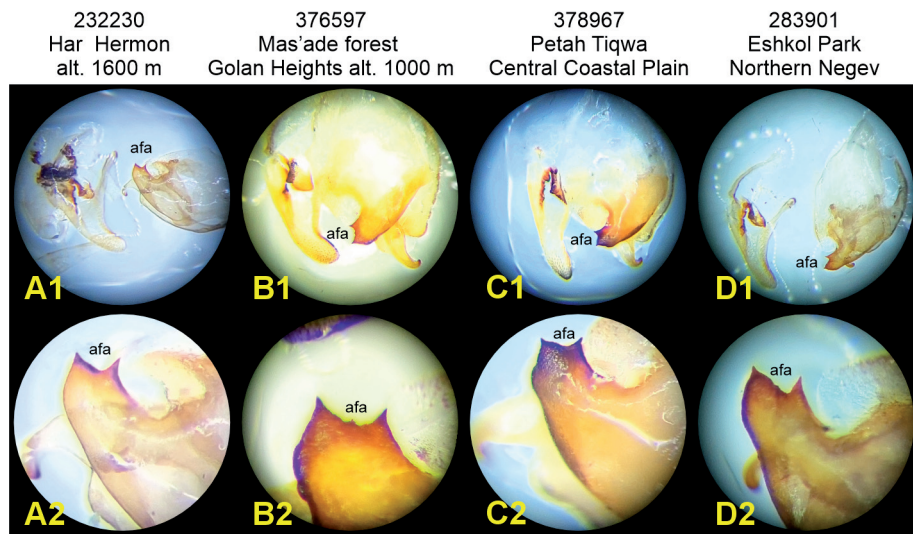 232230
Har Hermon
alt. 1600 m
376597
Mas'ade forest
Golan Heights alt. 1000 m
378967
Petah Tiqwa
Central Coastal Plain
283901
Eshkol Park
Northern Negev
afa
A1
afa
B1
afa
C1
afa
D1
afa
A2
afa
B2
afa
C2
afa
D2